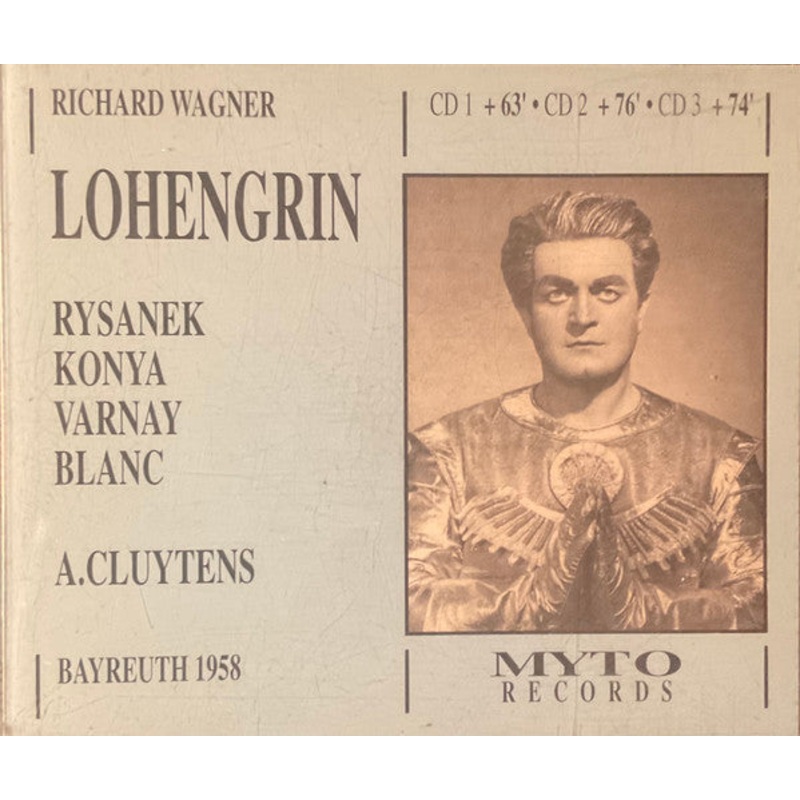 RICHARD WAGNER
CD 1 + 63' • CD 2 + 76' • CD 3 + 74'
LOHENGRIN
RYSANEK
KONYA
VARNAY
BLANC
A.CLUYTENS
BAYREUTH 1958
MYTO
RECORDS